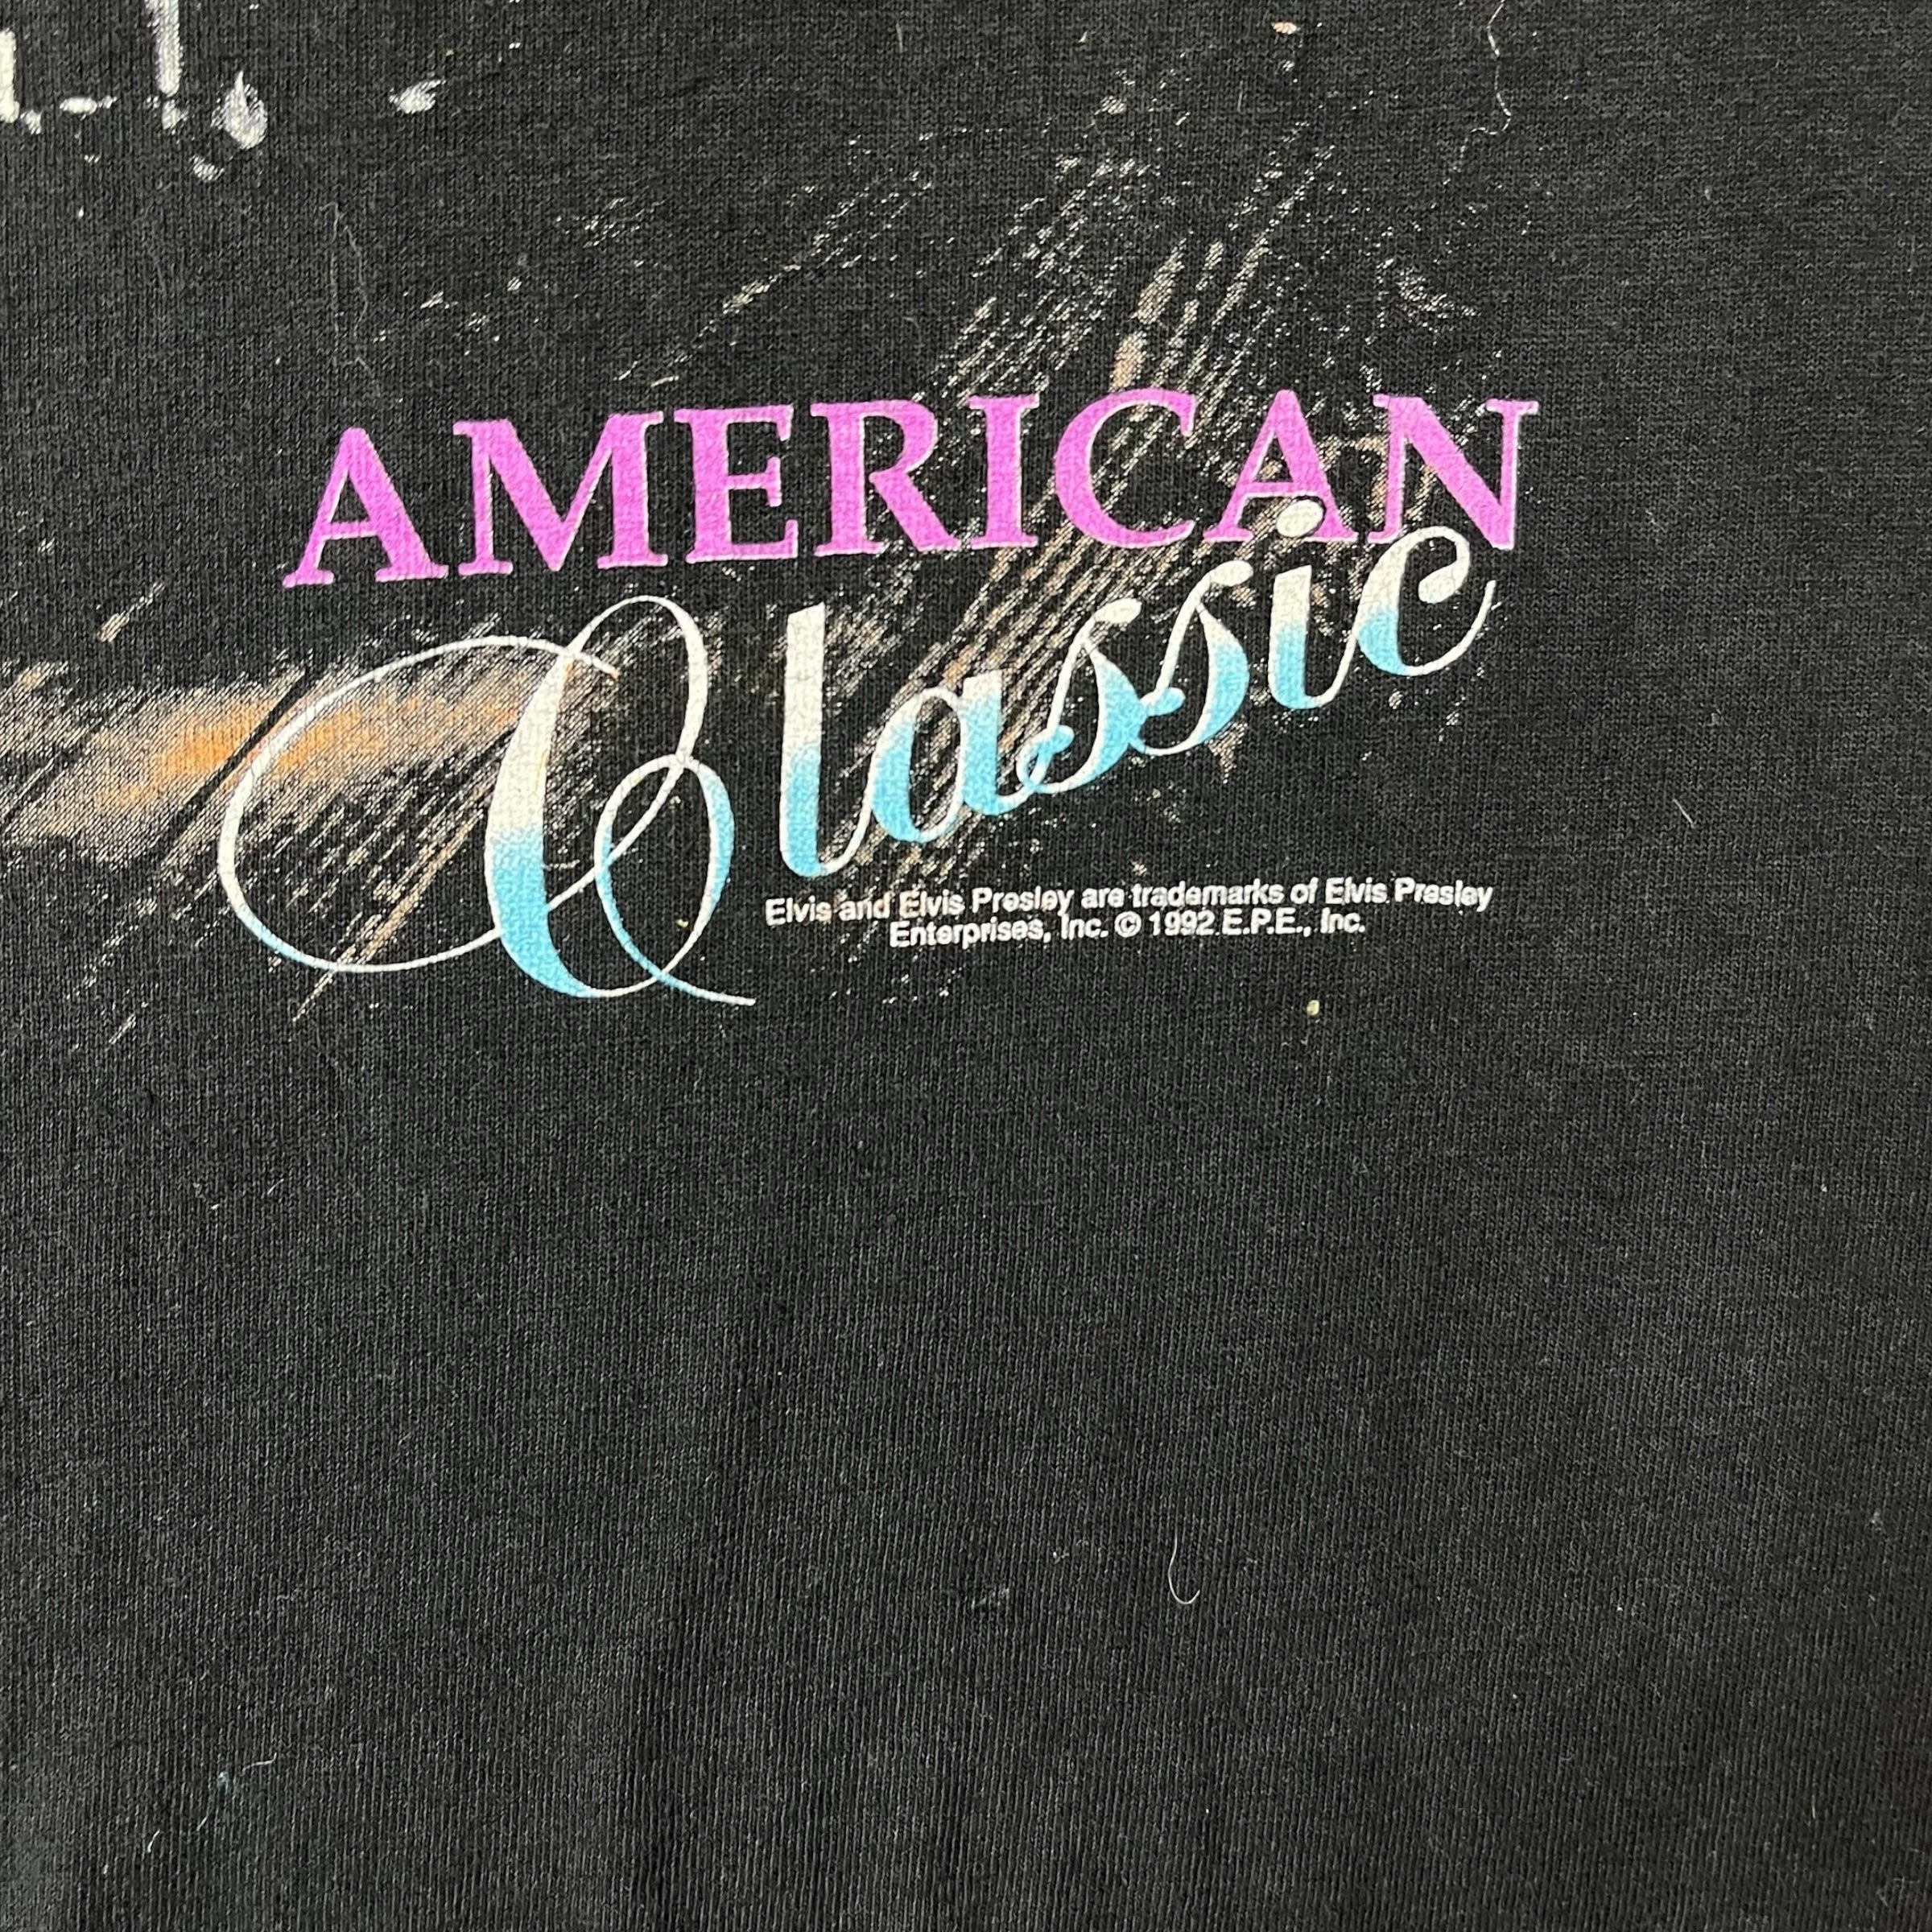 AMERICAN
Classic
Elvis and Elvis Presley are trademarks of Elvis Presley
Enterprises, Inc. © 1992 E.P.E., Inc.